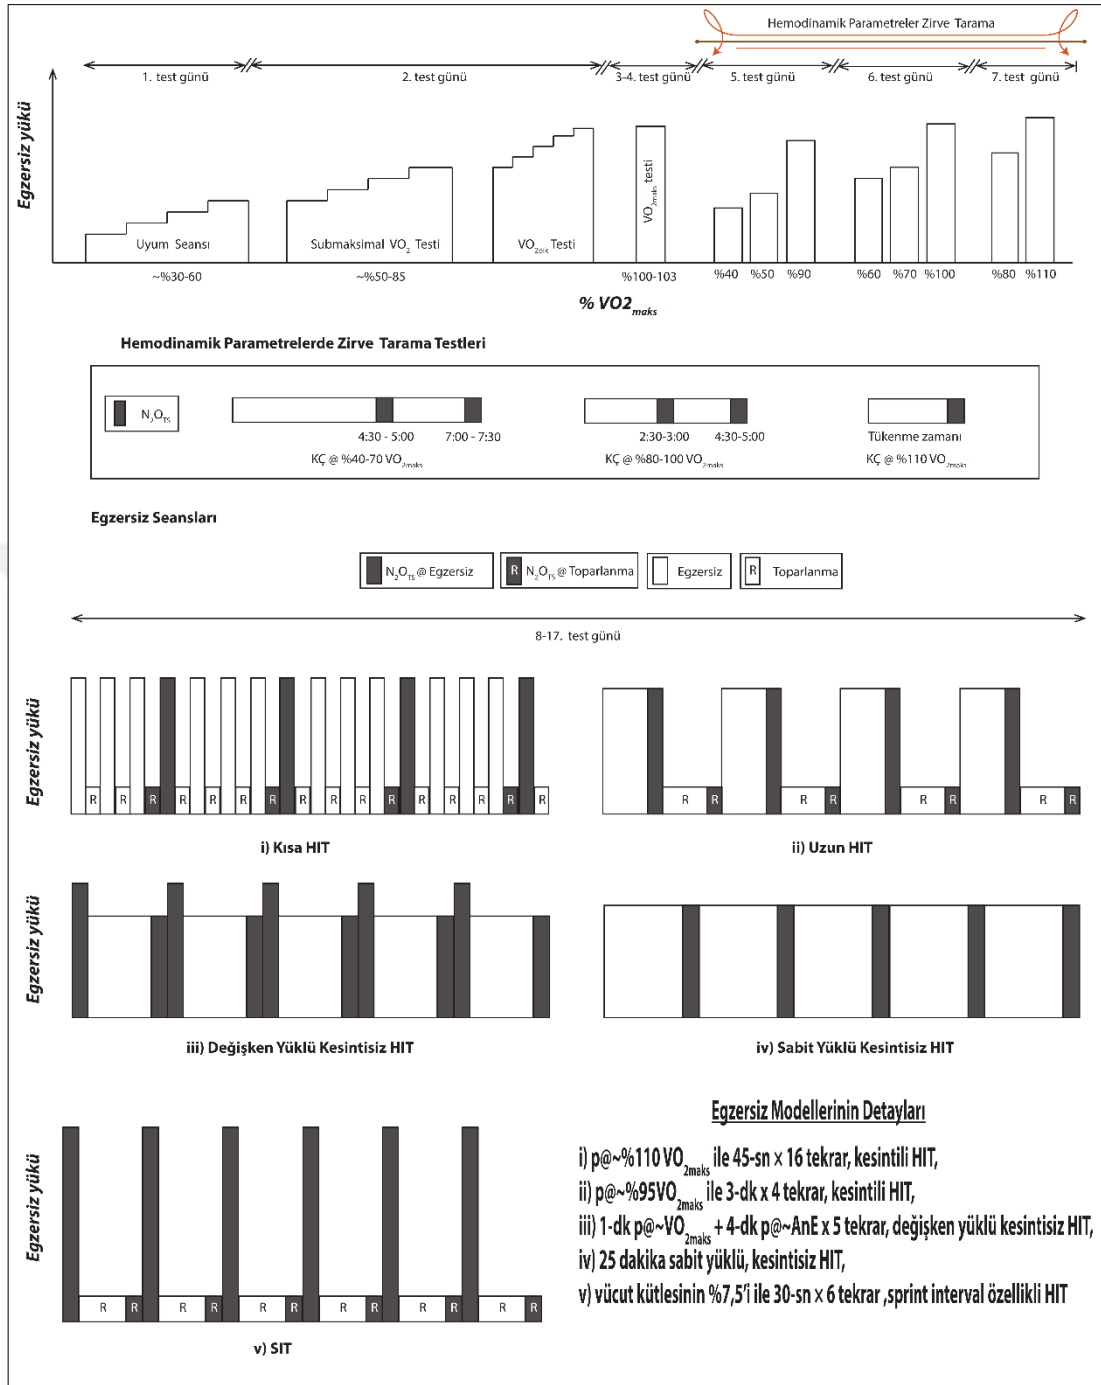 Hemodinamik Parametreler Zirve Tarama
1. test günü
2. test günü
3-4. test günü
5. test günü
6. test günü
7. test günü
Egzersiz yükü
Uyum Seansı
Submaksimal VO2 Testi
VO2pik Testi
VO2maks testi
~%30-60
~%50-85
%100-103
%40
%50
%90
%60
%70
%100
%80
%110
% VO2maks
Hemodinamik Parametrelerde Zirve Tarama Testleri
N2OTS
4:30 - 5:00
7:00 - 7:30
KÇ @ %40-70 VO2maks
2:30-3:00
4:30-5:00
KÇ @ %80-100 VO2maks
Tükenme zamanı
KÇ @ %110 VO2maks
Egzersiz Seansları
N2OTS @ Egzersiz
R N2OTS @ Toparlanma
Egzersiz
R Toparlanma
8-17. test günü
Egzersiz yükü
R R R R R R R R R R R R R R R R
i) Kısa HIT
R R R R R R R R
ii) Uzun HIT
Egzersiz yükü
iii) Değişken Yüklü Kesintisiz HIT
iv) Sabit Yüklü Kesintisiz HIT
Egzersiz yükü
R R R R R R R R R R R R
v) SIT
Egzersiz Modellerinin Detayları
i) p@~%110 VO2maks ile 45-sn × 16 tekrar, kesintili HIT,
ii) p@~%95VO2maks ile 3-dk x 4 tekrar, kesintili HIT,
iii) 1-dk p@~VO2maks + 4-dk p@~AnE x 5 tekrar, değişken yüklü kesintisiz HIT,
iv) 25 dakika sabit yüklü, kesintisiz HIT,
v) vücut kütlesinin %7,5'i ile 30-sn × 6 tekrar ,sprint interval özellikli HIT